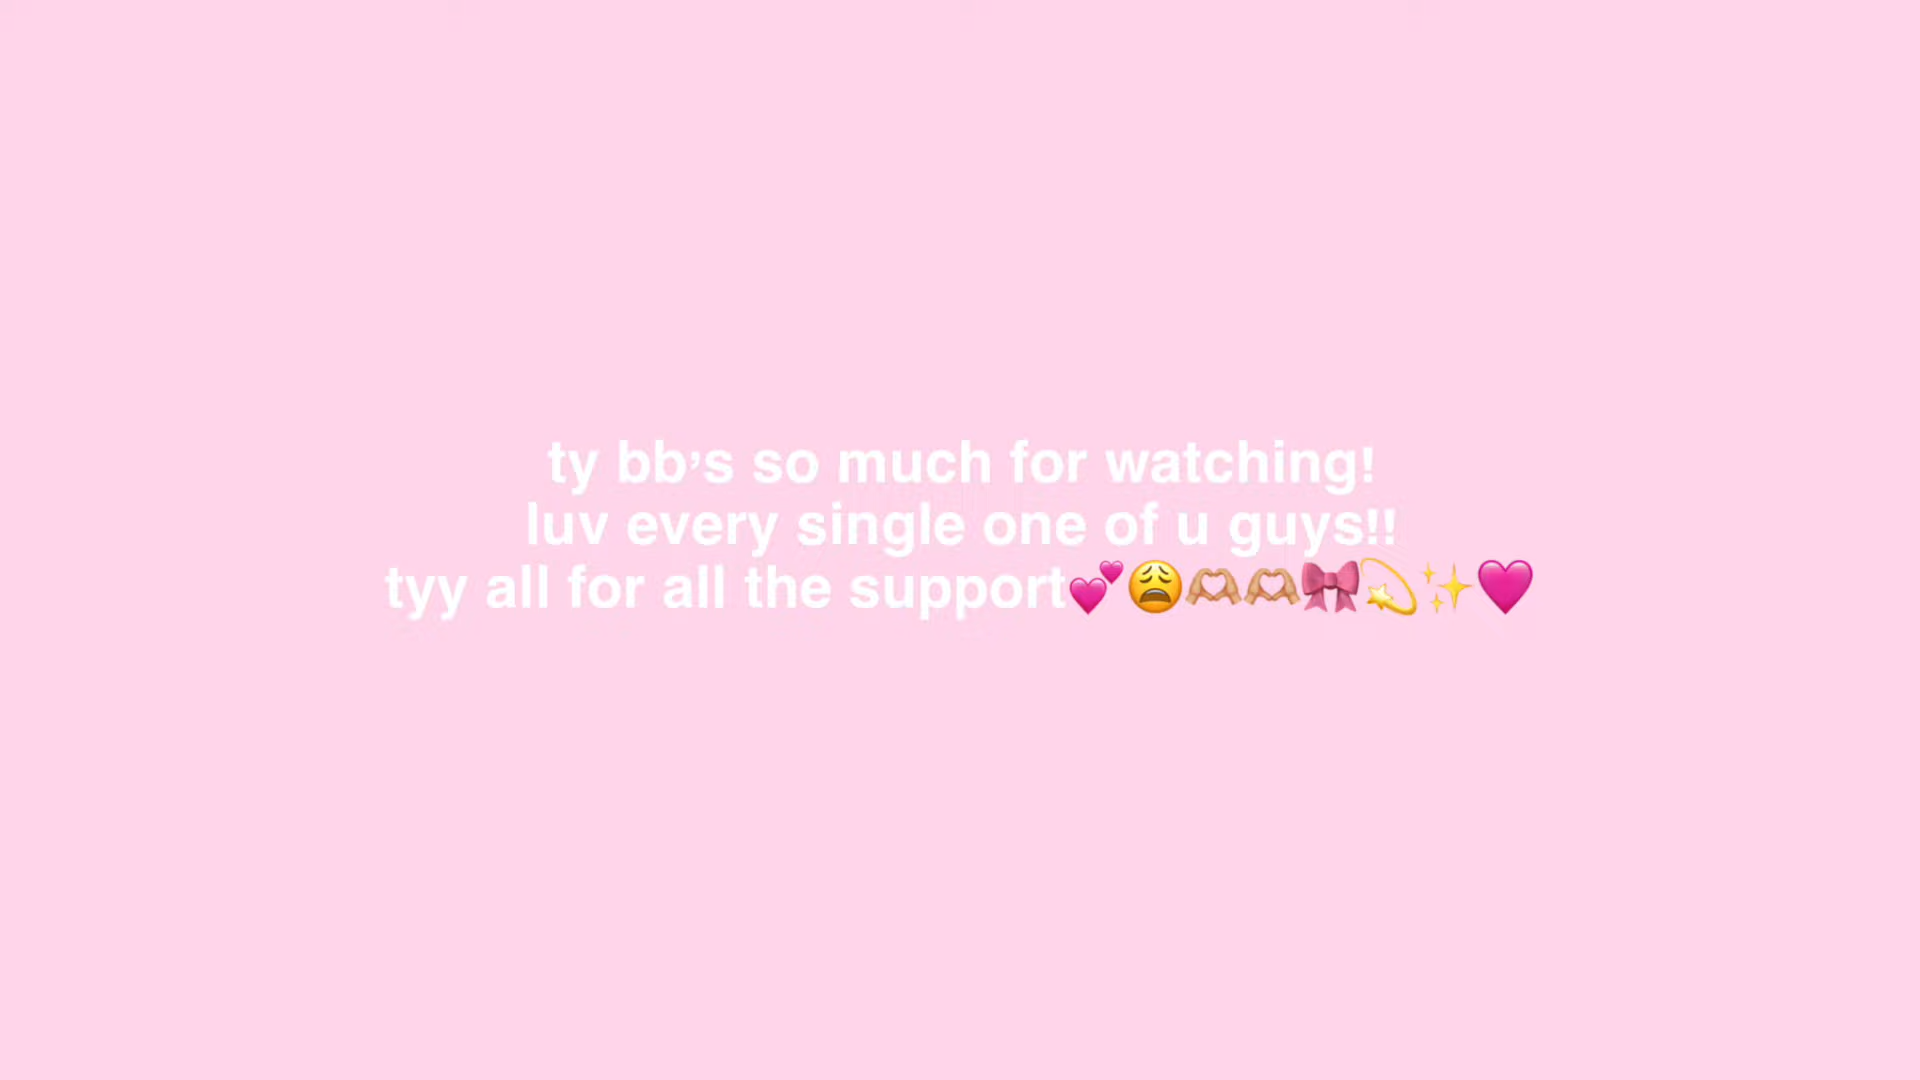 ty bb's so much for watching!
luv every single one of u guys!!
tyy all for all the support💕😩🫶🏼🫶🏼🎀💫✨🩷